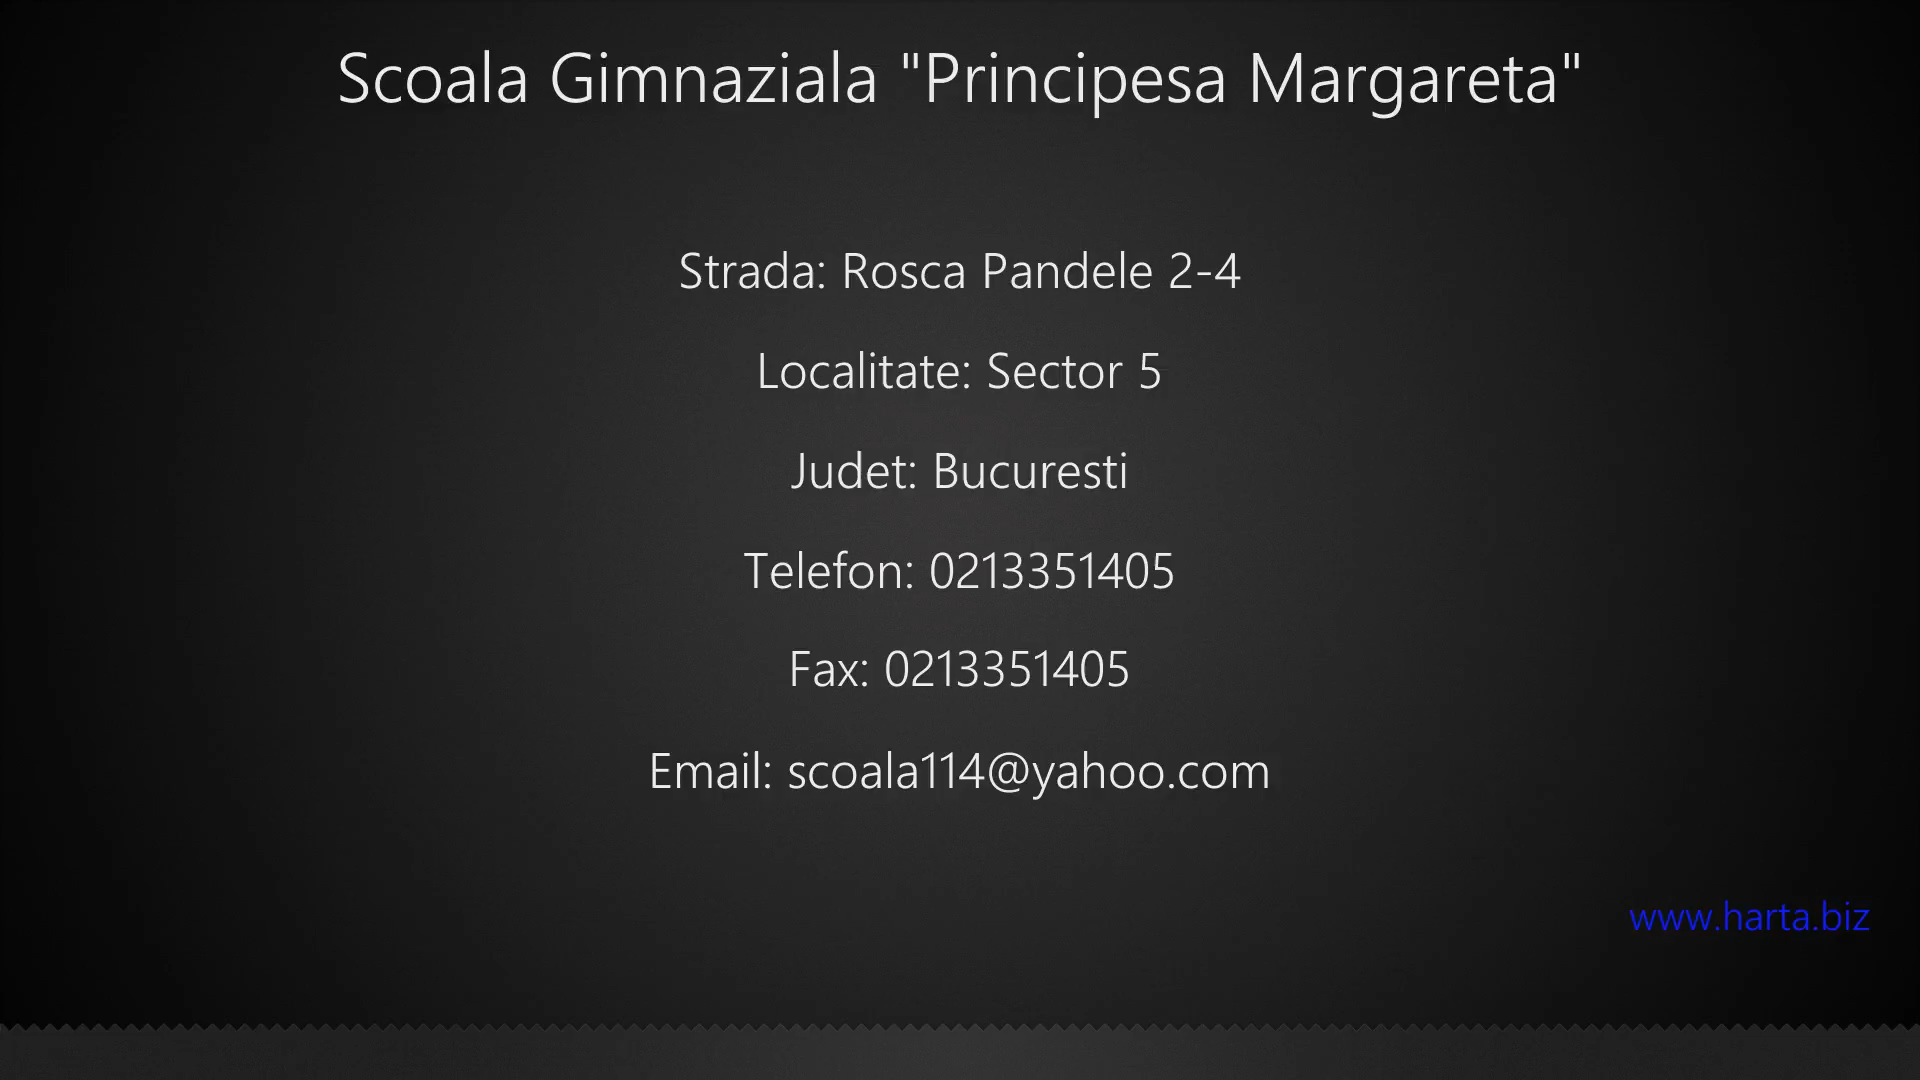 Scoala Gimnaziala "Principesa Margareta"
Strada: Rosca Pandele 2-4
Localitate: Sector 5
Judet: Bucuresti
Telefon: 0213351405
Fax: 0213351405
Email: scoala114@yahoo.com
www.harta.biz